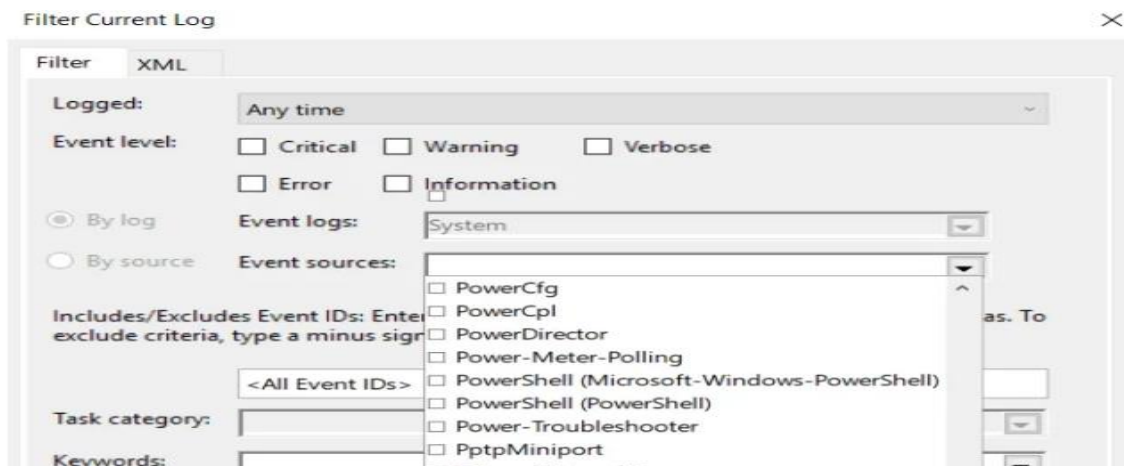 Filter Current Log
Filter XML
Logged: Any time
Event level: Critical Warning Verbose
Error Information
By log Event logs: System
By source Event sources:
PowerCfg
PowerCpl
Includes/Excludes Event IDs: Enter as. To
exclude criteria, type a minus sign PowerDirector
Power-Meter-Polling
<All Event IDs> PowerShell (Microsoft-Windows-PowerShell)
PowerShell (PowerShell)
Task category: Power-Troubleshooter
PptpMiniport
Keywords: